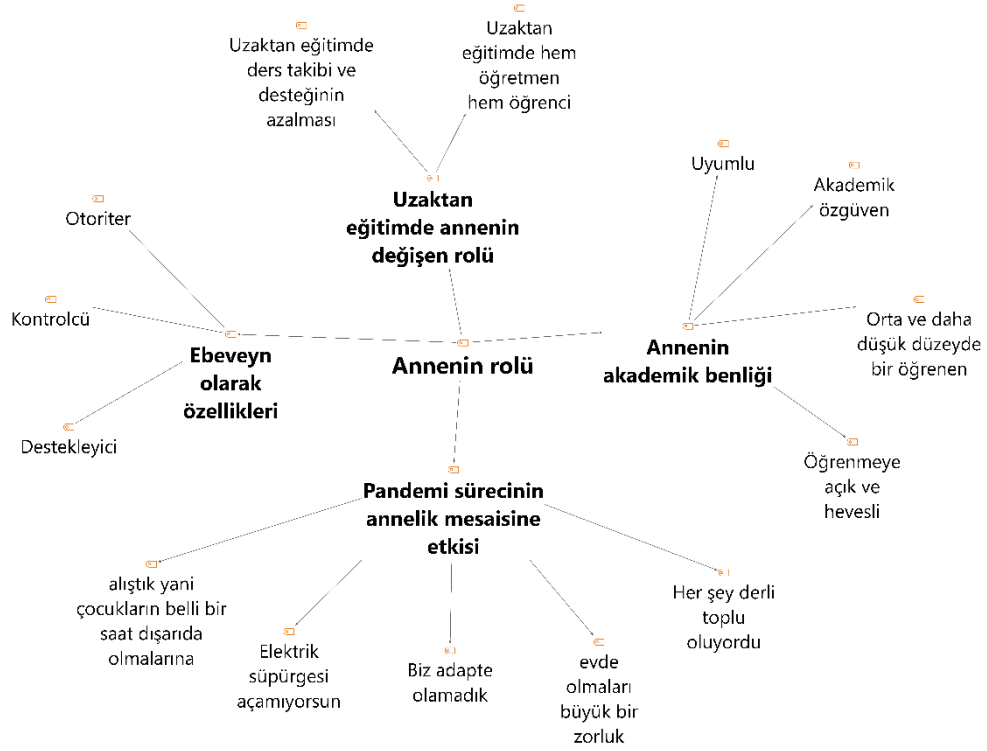 Uzaktan eğitimde
ders takibi ve
desteğinin
azalması
Uzaktan
eğitimde hem
öğretmen
hem öğrenci
Uzaktan
eğitimde annenin
değişen rolü
Uyumlu
Akademik
özgüven
Orta ve daha
düşük düzeyde
bir öğrenen
Öğrenmeye
açık ve
hevesli
Annenin
akademik benliği
Otoriter
Kontrolcü
Destekleyici
Ebeveyn
olarak
özellikleri
Annenin rolü
Pandemi sürecinin
annelik mesaisine
etkisi
alıştık yani
çocukların belli bir
saat dışarıda
olmalarına
Elektrik
süpürgesi
açamıyorsun
Biz adapte
olamadık
evde
olmaları
büyük bir
zorluk
Her şey derli
toplu
oluyordu